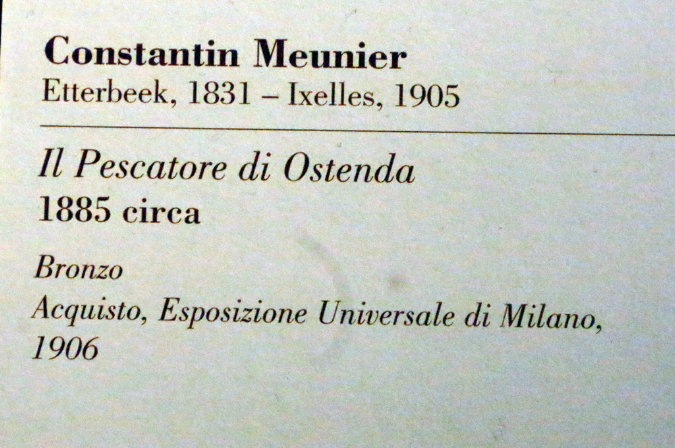 Constantin Meunier
Etterbeek, 1831 – Ixelles, 1905
Il Pescatore di Ostenda
1885 circa
Bronzo
Acquisto, Esposizione Universale di Milano,
1906